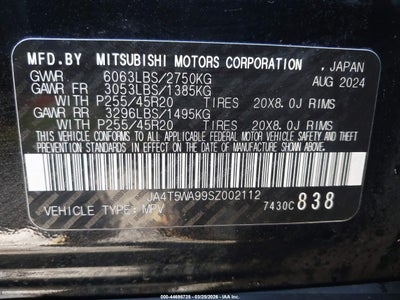 MFD.BY MITSUBISHI MOTORS CORPORATION, JAPAN
GVWR 6063LBS/2750KG AUG 2024
GAWR FR 3053LBS/1385KG
WITH P255/45R20 TIRES 20X8.0J RIMS
GAWR RR 3296LBS/1495KG
WITH P255/45R20 TIRES 20X8.0J RIMS
THIS VEHICLE CONFORMS TO ALL APPLICABLE FEDERAL
MOTOR VEHICLE SAFETY AND THEFT PREVENTION STANDARDS
IN EFFECT ON THE DATE OF MANUFACTURE SHOWN ABOVE.
JA4T5WA99SZ002112
VEHICLE TYPE: MPV 7430C 838